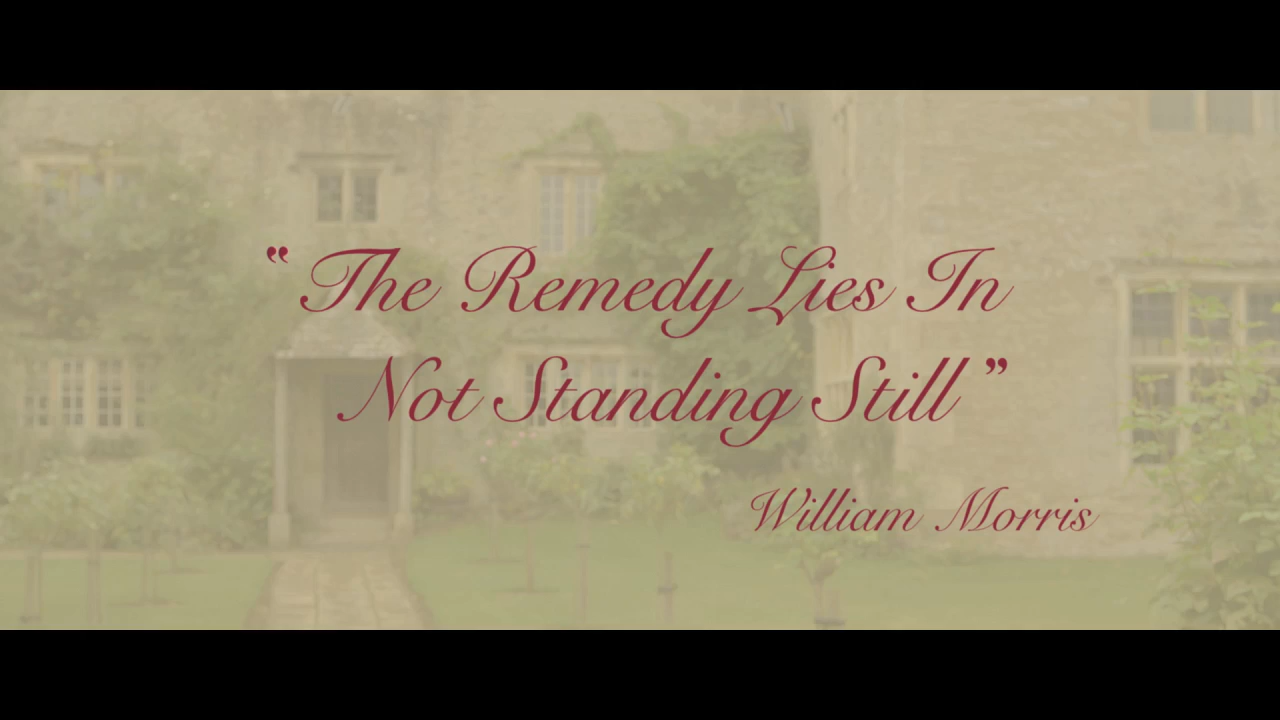 “ The Remedy Lies In
Not Standing Still ”
William Morris